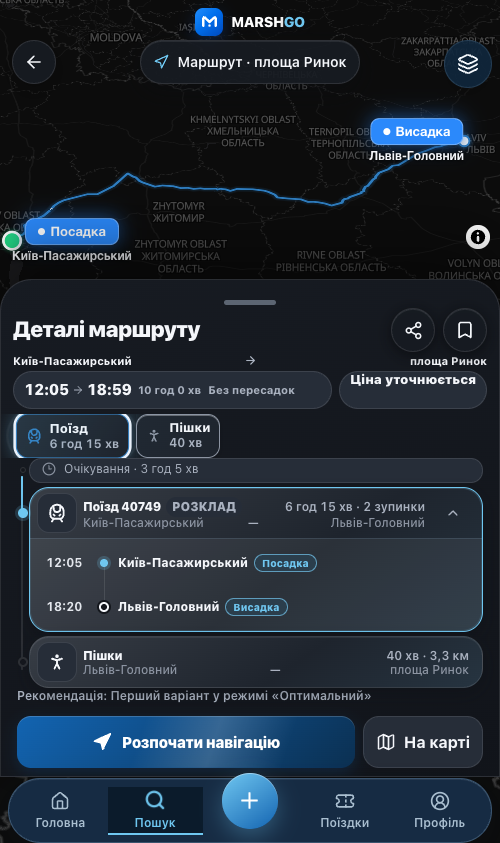 MARSHGO
MOLDOVA
ZAKARPATTIA OBLAST
Маршрут · площа Ринок
ОБЛАСТЬ
KHMELNYTSKYI OBLAST
ХМЕЛЬНИЦЬКА
ОБЛАСТЬ
TERNOPIL
Висадка
Львів-Головний
ZHYTOMYR
ЖИТОМИР
Посадка
Київ-Пасажирський
ZHYTOMYR OBLAST
ЖИТОМИРСЬКА
ОБЛАСТЬ
RIVNE OBLAST
РІВНЕНСЬКА ОБЛАСТЬ
VOLYN
ВОЛИНСЬКА
Деталі маршруту
Київ-Пасажирський → площа Ринок
12:05 → 18:59 10 год 0 хв Без пересадок
Ціна уточнюється
Поїзд
6 год 15 хв
Пішки
40 хв
Очікування · 3 год 5 хв
Поїзд 40749 РОЗКЛАД 6 год 15 хв · 2 зупинки
Київ-Пасажирський — Львів-Головний
12:05 Київ-Пасажирський Посадка
18:20 Львів-Головний Висадка
Пішки 40 хв · 3,3 км
Львів-Головний — площа Ринок
Рекомендація: Перший варіант у режимі «Оптимальний»
Розпочати навігацію
На карті
Головна
Пошук
Поїздки
Профіль